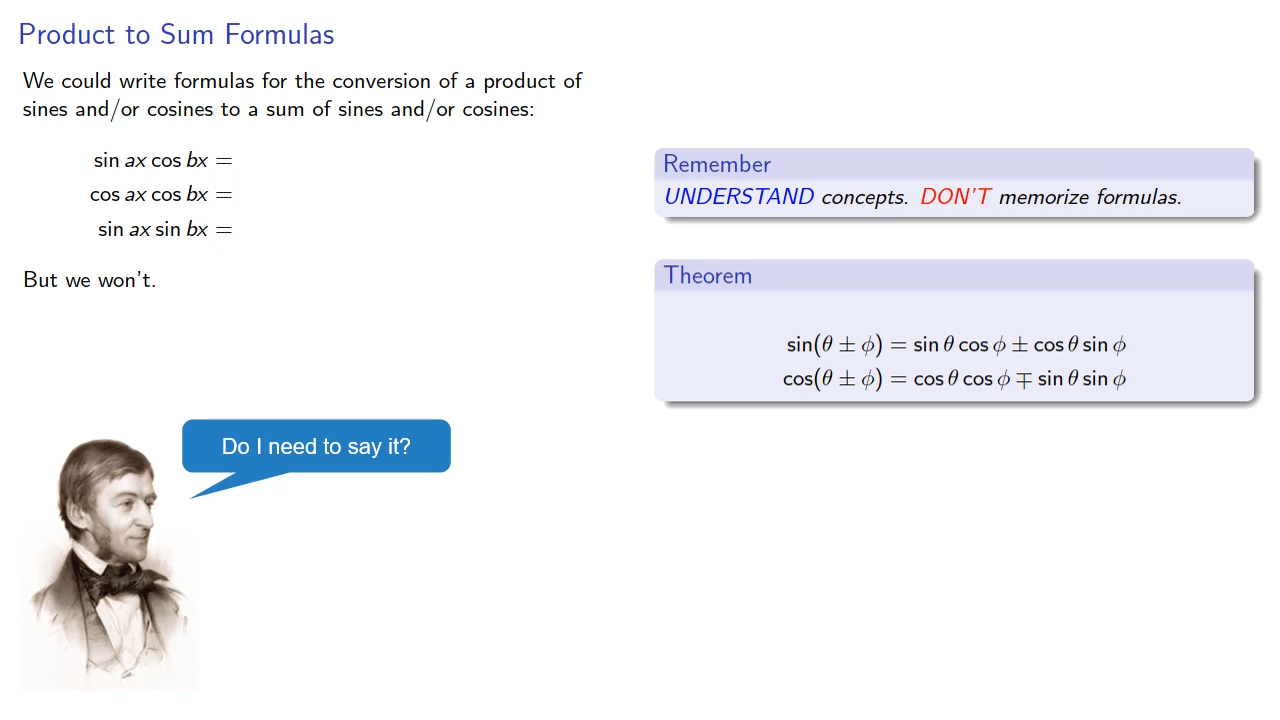 Product to Sum Formulas
We could write formulas for the conversion of a product of
sines and/or cosines to a sum of sines and/or cosines:
sin ax cos bx =
cos ax cos bx =
sin ax sin bx =
But we won't.
Remember
UNDERSTAND concepts. DON'T memorize formulas.
Theorem
sin(θ ± ϕ) = sin θ cos ϕ ± cos θ sin ϕ
cos(θ ± ϕ) = cos θ cos ϕ ∓ sin θ sin ϕ
Do I need to say it?